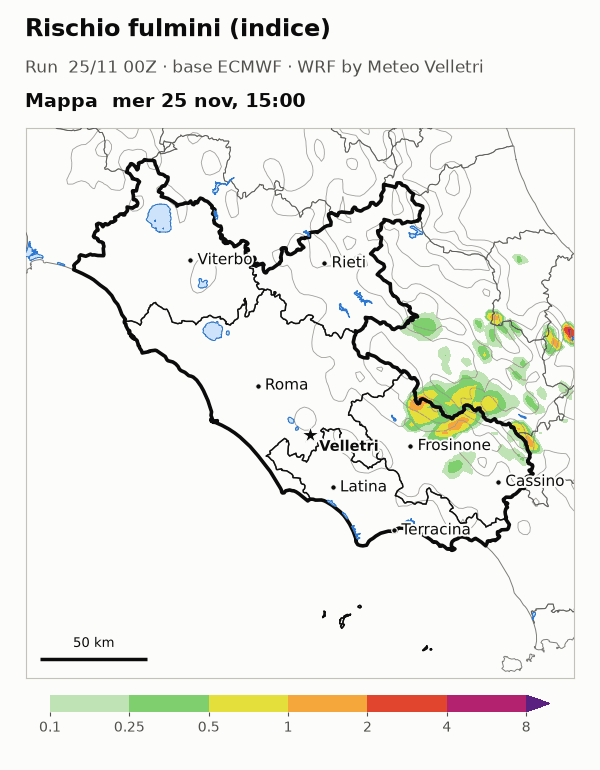 Rischio fulmini (indice)
Run  25/11 00Z · base ECMWF · WRF by Meteo Velletri
Mappa  mer 25 nov, 15:00
Viterbo
Rieti
Roma
Velletri
Frosinone
Latina
Cassino
Terracina
50 km
0.1 0.25 0.5 1 2 4 8